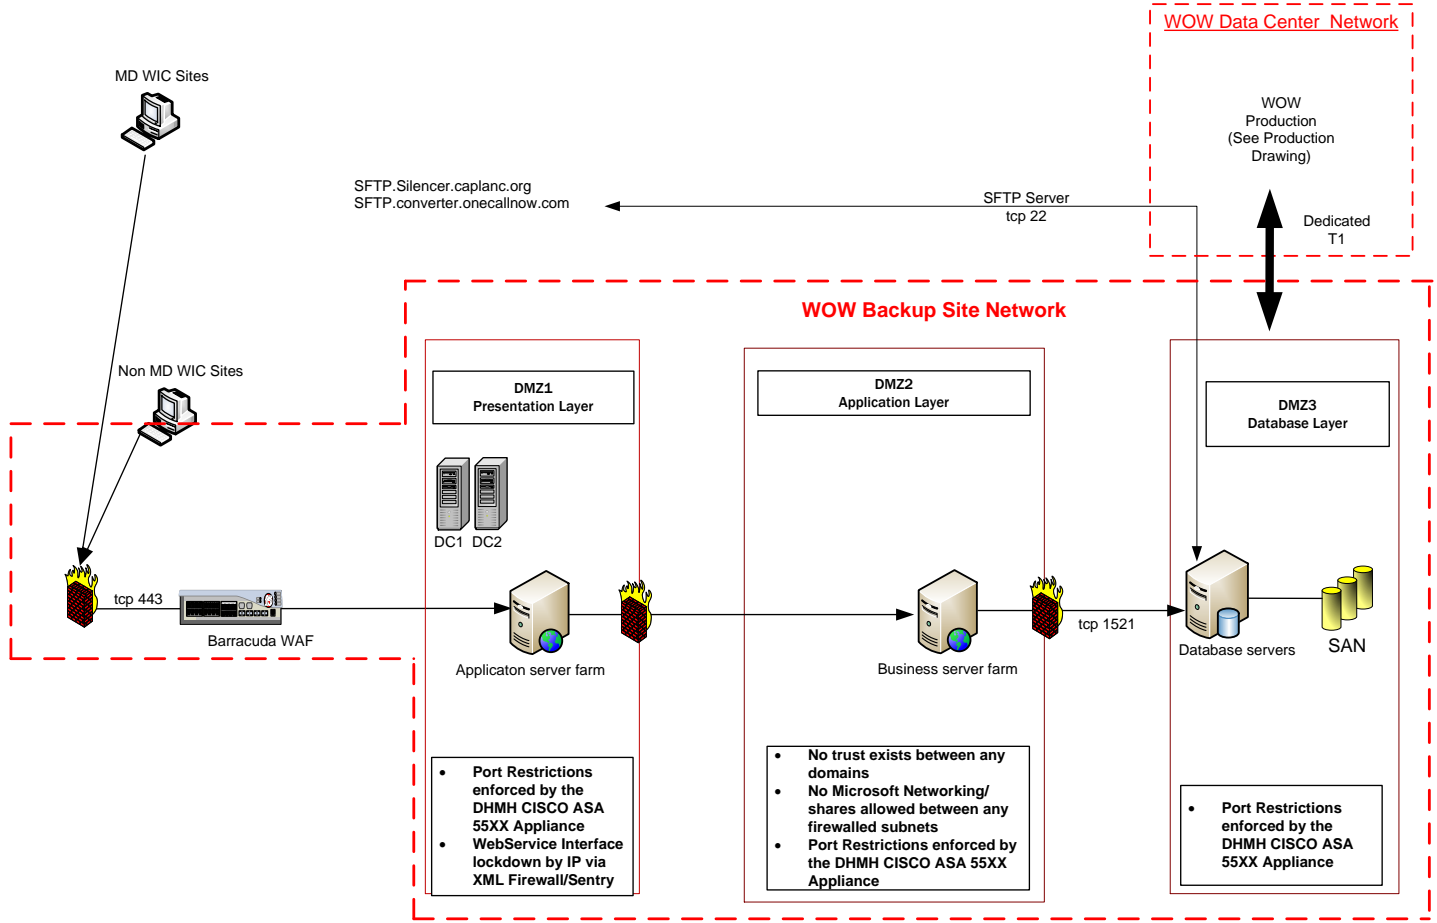 WOW Data Center  Network
MD WIC Sites
WOW
Production
(See Production
Drawing)
SFTP.Silencer.caplanc.org
SFTP.converter.onecallnow.com
SFTP Server
tcp 22
Dedicated
T1
WOW Backup Site Network
Non MD WIC Sites
DMZ1
Presentation Layer
DMZ2
Application Layer
DMZ3
Database Layer
DC1
DC2
tcp 443
Barracuda WAF
Applicaton server farm
Business server farm
tcp 1521
Database servers
SAN
• Port Restrictions
enforced by the
DHMH CISCO ASA
55XX Appliance
• WebService Interface
lockdown by IP via
XML Firewall/Sentry
• No trust exists between any
domains
• No Microsoft Networking/
shares allowed between any
firewalled subnets
• Port Restrictions enforced by
the DHMH CISCO ASA 55XX
Appliance
• Port Restrictions
enforced by the
DHMH CISCO ASA
55XX Appliance